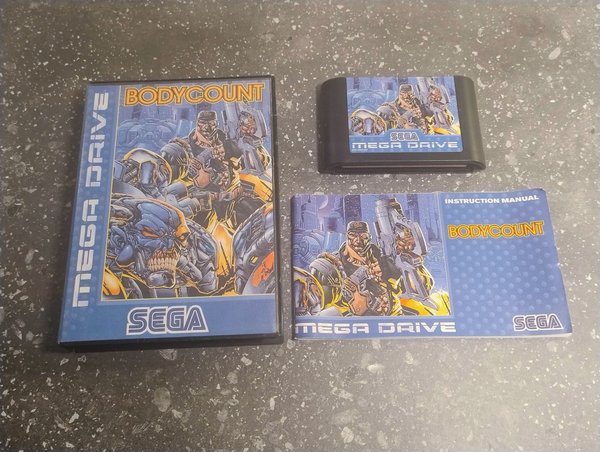 MEGA DRIVE
BODYCOUNT
SEGA
SEGA
MEGA DRIVE
INSTRUCTION MANUAL
BODYCOUNT
MEGA DRIVE
SEGA